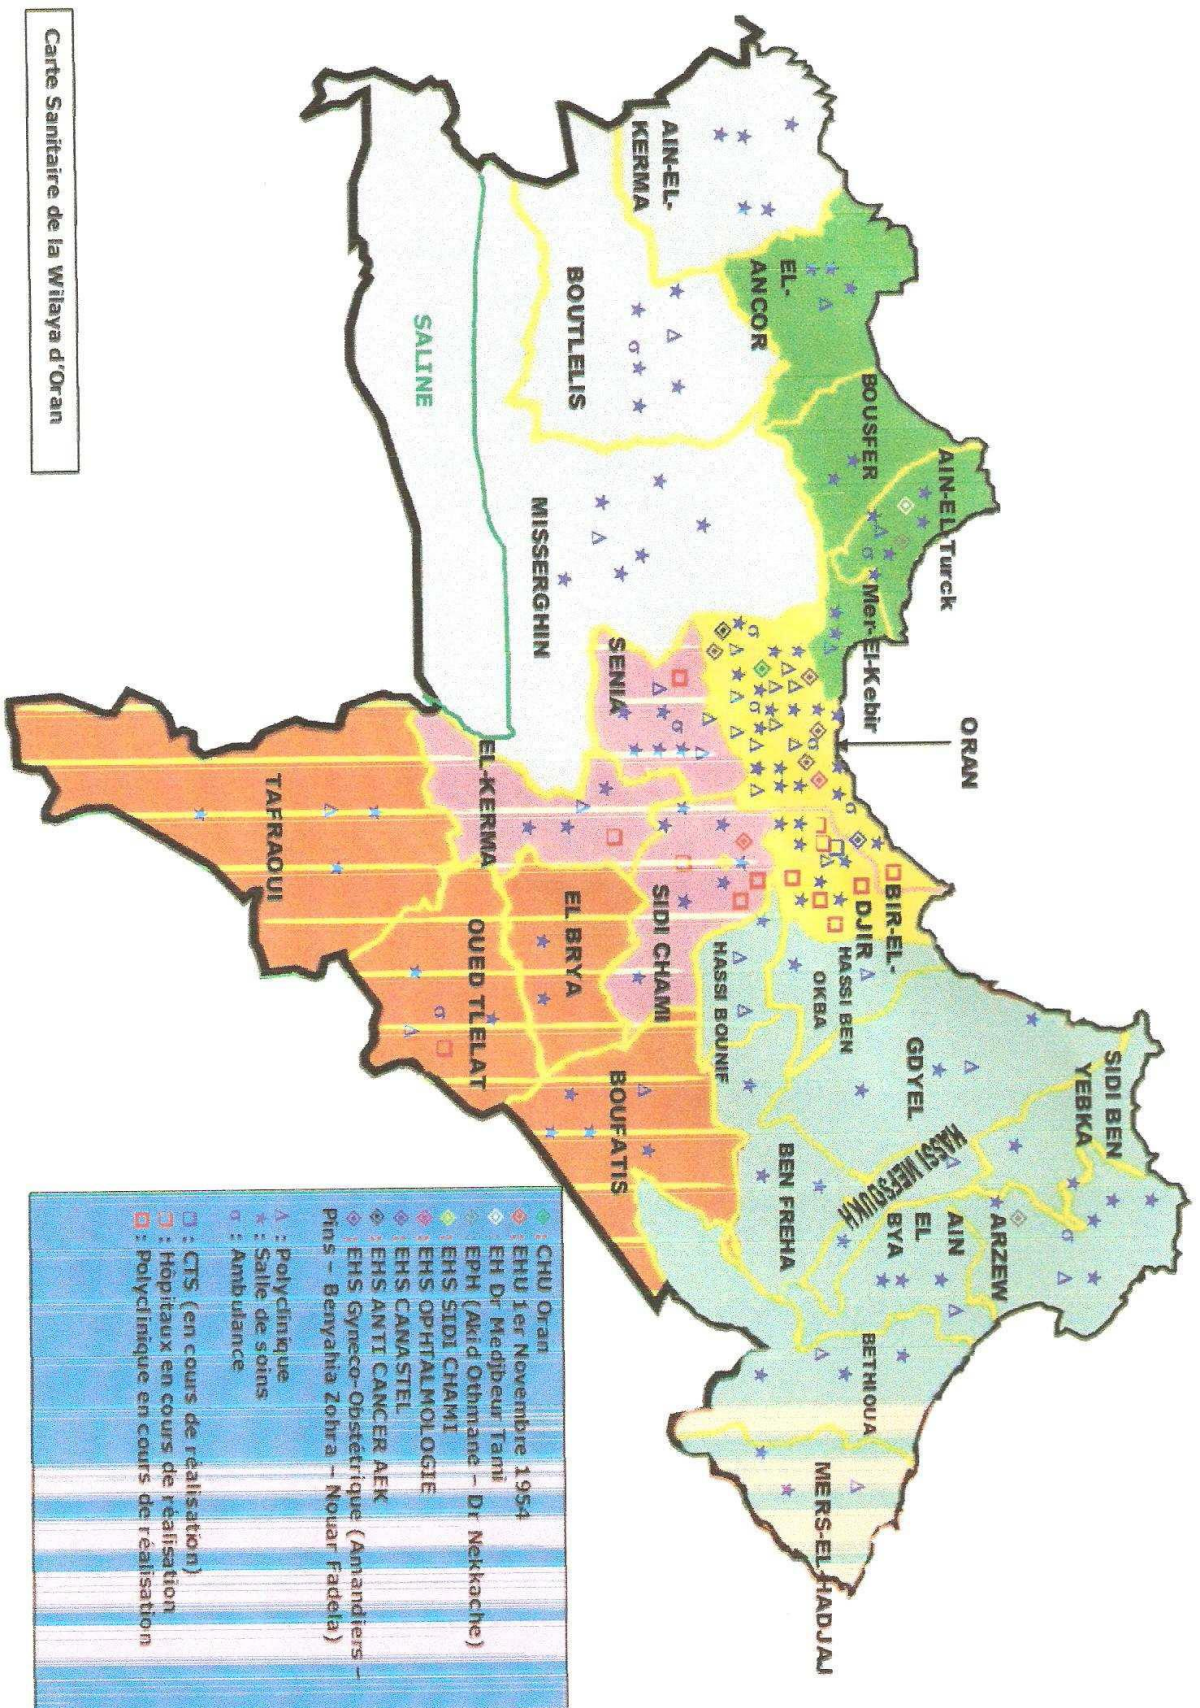 Carte Sanitaire de la Wilaya d'Oran
ORAN
AIN-EL-Turck
Mer-El-Kebir
BOUSFER
EL-
ANCOR
AIN-EL-
KERMA
BOUTLELIS
MISSERGHIN
SALINE
SENIA
EL-KERMA
SIDI CHAMI
BIR-EL-
DJIR
HASSI BEN
OKBA
HASSI BOUNIF
GDYEL
SIDI BEN
YEBKA
HASSI MEFSOUKH
BEN FREHA
ARZEW
AIN
EL
BYA
BETHIOUA
MERS-EL-HADJAJ
EL BRYA
BOUFATIS
OUED TLELAT
TAFRAOUI
: CHU Oran
: EHU 1er Novembre 1954
: EH Dr Medjbeur Tami
: EPH (Akid Othmane – Dr Nekkache)
: EHS SIDI CHAMI
: EHS OPHTALMOLOGIE
: EHS CANASTEL
: EHS ANTI CANCER AEK
: EHS Gyneco-Obstétrique (Amandiers –
Pins – Benyahia Zohra – Nouar Fadela)
Δ : Polyclinique
★ : Salle de soins
σ : Ambulance
: CTS (en cours de réalisation)
: Hôpitaux en cours de réalisation
: Polyclinique en cours de réalisation